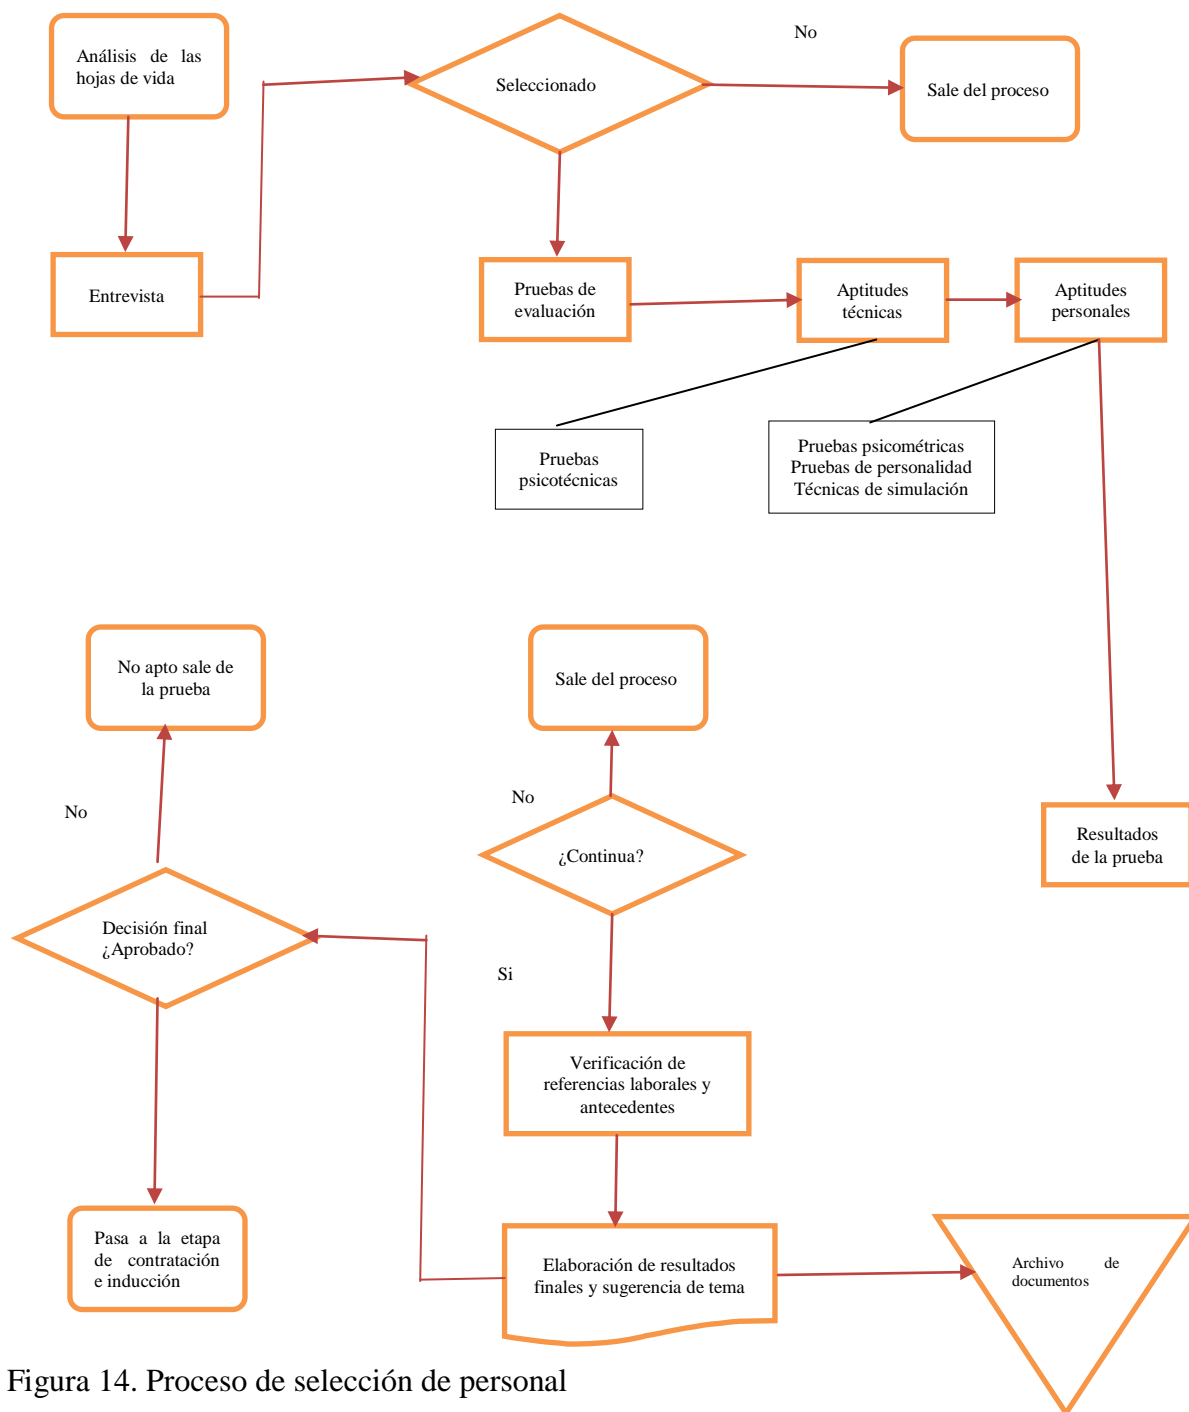 Análisis de las
hojas de vida
Seleccionado
No
Sale del proceso
Entrevista
Pruebas de
evaluación
Aptitudes
técnicas
Aptitudes
personales
Pruebas
psicotécnicas
Pruebas psicométricas
Pruebas de personalidad
Técnicas de simulación
No apto sale de
la prueba
Sale del proceso
No
No
¿Continua?
Resultados
de la prueba
Decisión final
¿Aprobado?
Si
Verificación de
referencias laborales y
antecedentes
Pasa a la etapa
de contratación
e inducción
Elaboración de resultados
finales y sugerencia de tema
Archivo de
documentos
Figura 14. Proceso de selección de personal